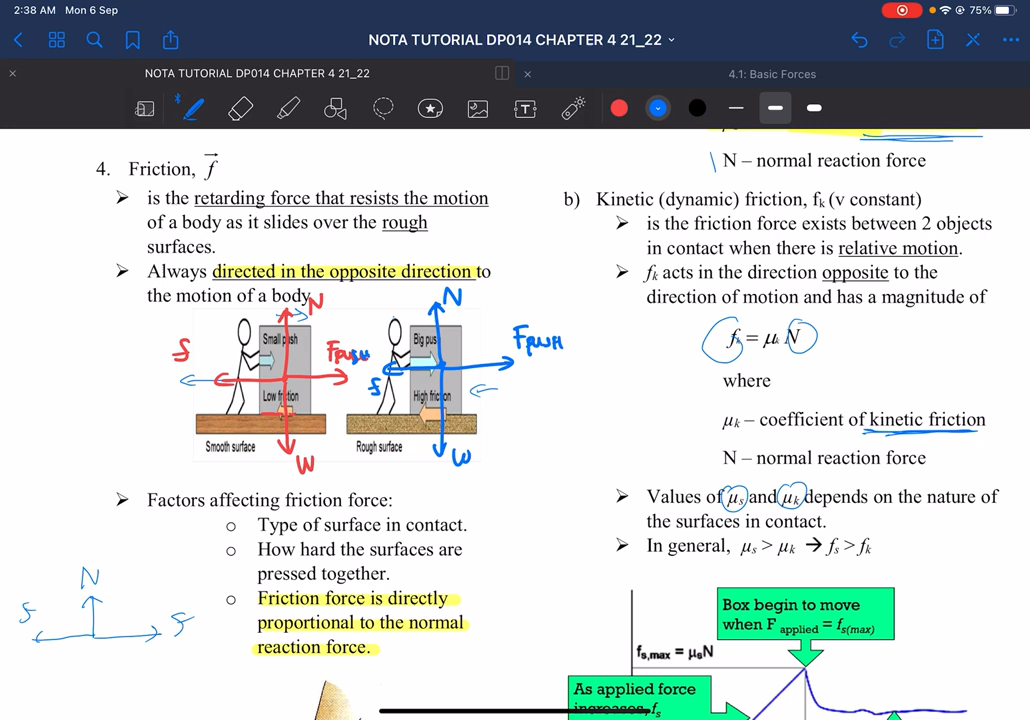 2:38 AM Mon 6 Sep
75%
NOTA TUTORIAL DP014 CHAPTER 4 21_22
NOTA TUTORIAL DP014 CHAPTER 4 21_22
4.1: Basic Forces
4. Friction, f
is the retarding force that resists the motion
of a body as it slides over the rough
surfaces.
Always directed in the opposite direction to
the motion of a body
N
N
Small push
Big push
f
FPUSH
f
FPUSH
Low friction
High friction
Smooth surface
Rough surface
W
W
Factors affecting friction force:
Type of surface in contact.
How hard the surfaces are
pressed together.
Friction force is directly
proportional to the normal
reaction force.
N
f
f
N – normal reaction force
b) Kinetic (dynamic) friction, fk (v constant)
is the friction force exists between 2 objects
in contact when there is relative motion.
fk acts in the direction opposite to the
direction of motion and has a magnitude of
fk = μk N
where
μk – coefficient of kinetic friction
N – normal reaction force
Values of μs and μk depends on the nature of
the surfaces in contact.
In general, μs > μk → fs > fk
Box begin to move
when F applied = fs(max)
fs,max = μsN
As applied force
increases, fs